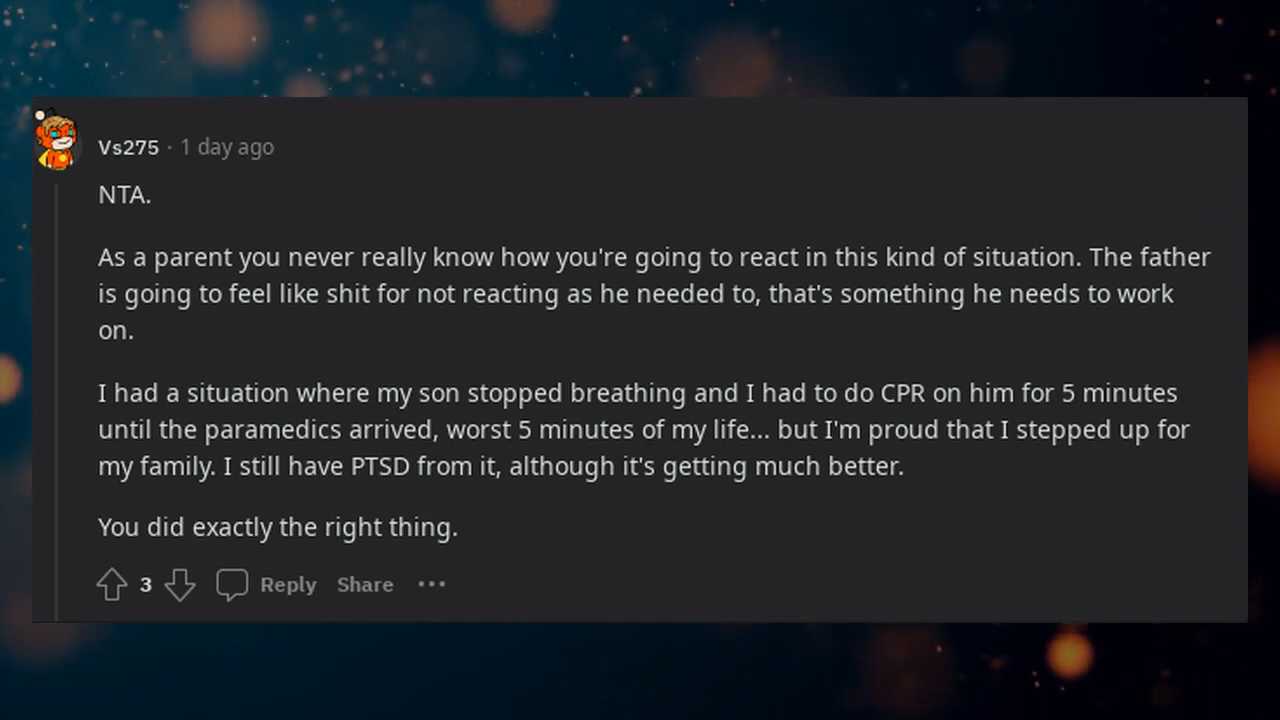 Vs275 · 1 day ago
NTA.
As a parent you never really know how you're going to react in this kind of situation. The father
is going to feel like shit for not reacting as he needed to, that's something he needs to work
on.
I had a situation where my son stopped breathing and I had to do CPR on him for 5 minutes
until the paramedics arrived, worst 5 minutes of my life... but I'm proud that I stepped up for
my family. I still have PTSD from it, although it's getting much better.
You did exactly the right thing.
3 Reply Share ···